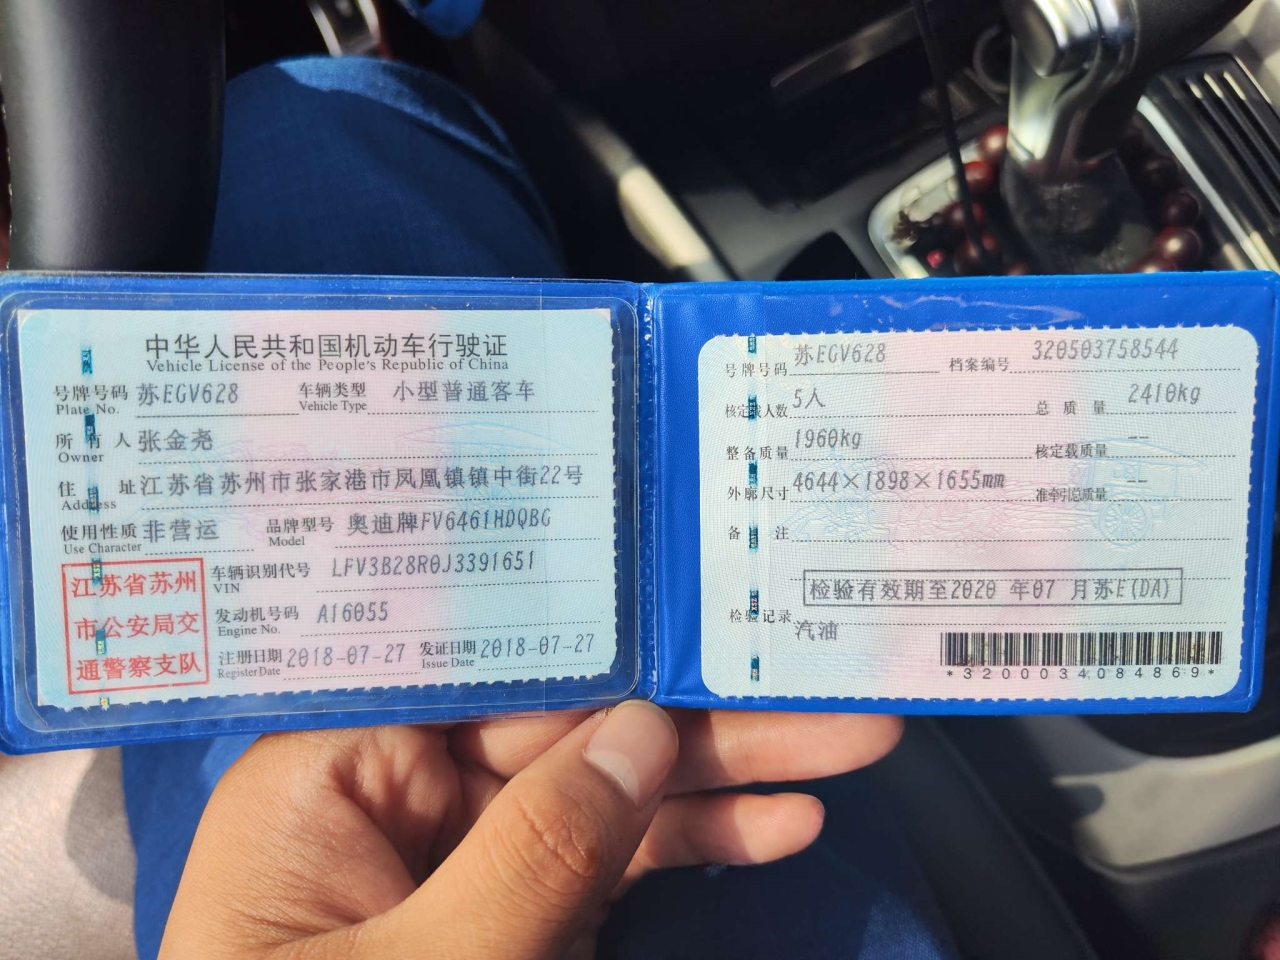 中华人民共和国机动车行驶证
Vehicle License of the People's Republic of China
号牌号码 苏EGV628 车辆类型 小型普通客车
Plate No. Vehicle Type
所有人 张金尧
Owner
住址 江苏省苏州市张家港市凤凰镇镇中街22号
Address
使用性质 非营运 品牌型号 奥迪牌FV6461HDQBG
Use Character Model
江苏省苏州
市公安局交
通警察支队
车辆识别代号 LFV3B28R0J3391651
VIN
发动机号码 A16055
Engine No.
注册日期 2018-07-27 发证日期 2018-07-27
Register Date Issue Date
号牌号码 苏EGV628 档案编号 320503758544
核定载人数 5人 总质量 2410kg
整备质量 1960kg 核定载质量 --
外廓尺寸 4644×1898×1655mm 准牵引总质量 --
备注
检验有效期至2020 年07 月苏E(DA)
检验记录
汽油
*3200034084869*